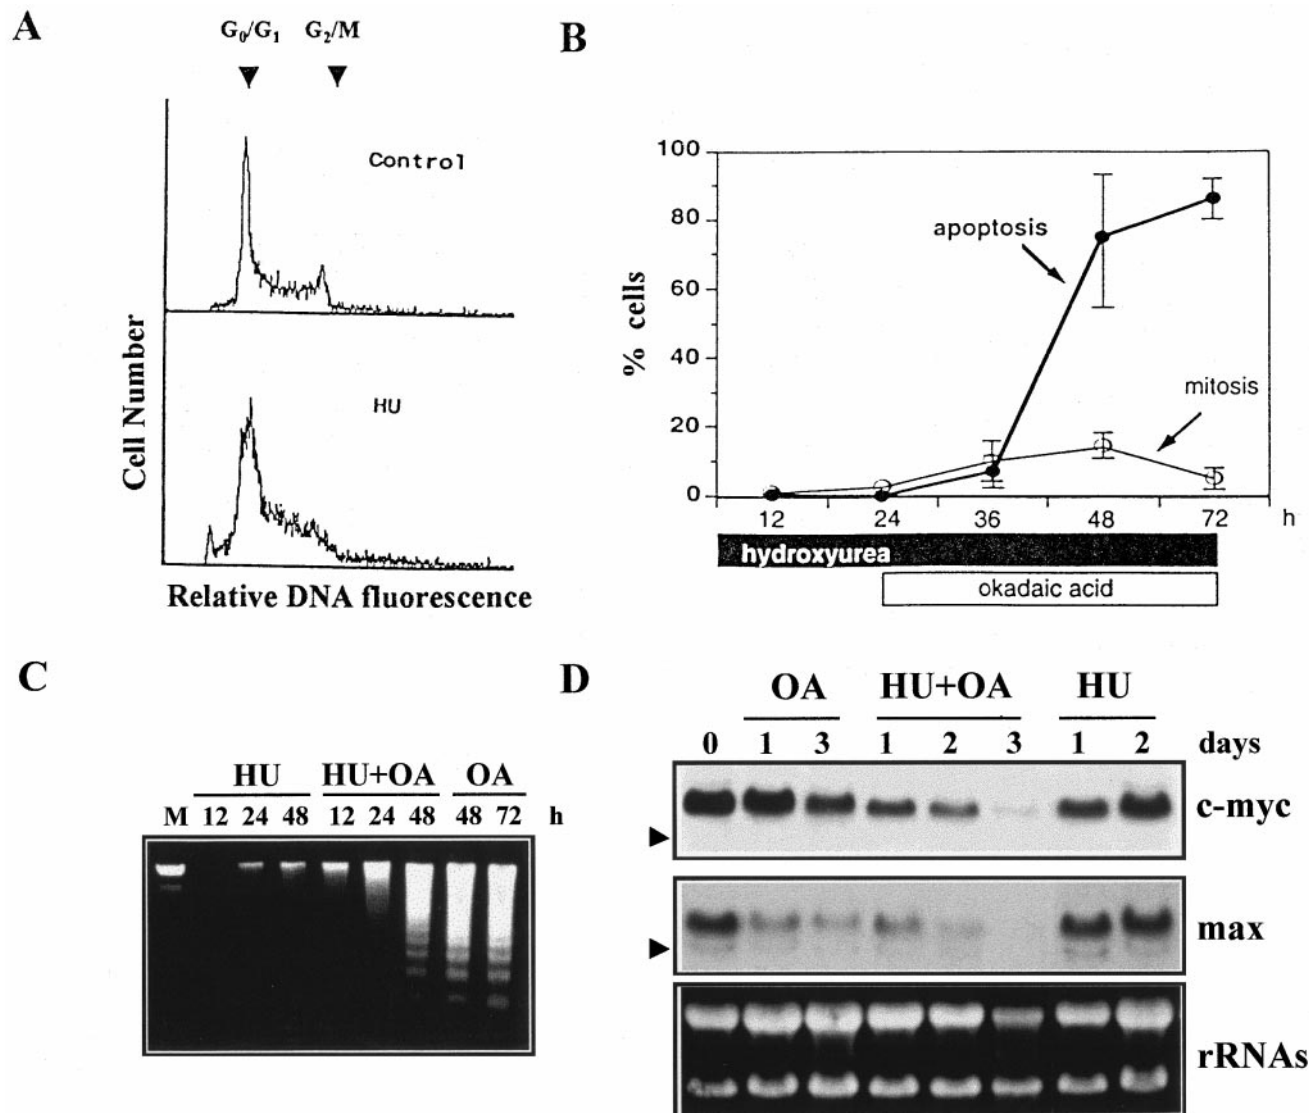 A
G₀/G₁ G₂/M
Control
HU
Cell Number
Relative DNA fluorescence
B
100
80
60
40
20
0
% cells
apoptosis
mitosis
12 24 36 48 72 h
hydroxyurea
okadaic acid
C
HU HU+OA OA
M 12 24 48 12 24 48 48 72 h
D
OA HU+OA HU
0 1 3 1 2 3 1 2 days
c-myc
max
rRNAs